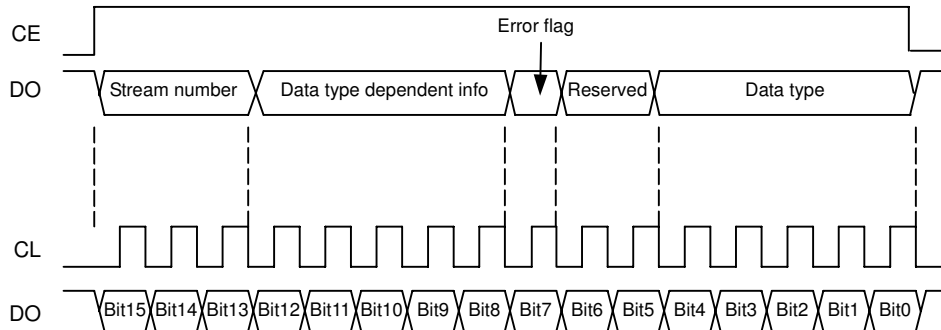 CE
Error flag
DO
Stream number
Data type dependent info
Reserved
Data type
CL
DO
Bit15
Bit14
Bit13
Bit12
Bit11
Bit10
Bit9
Bit8
Bit7
Bit6
Bit5
Bit4
Bit3
Bit2
Bit1
Bit0